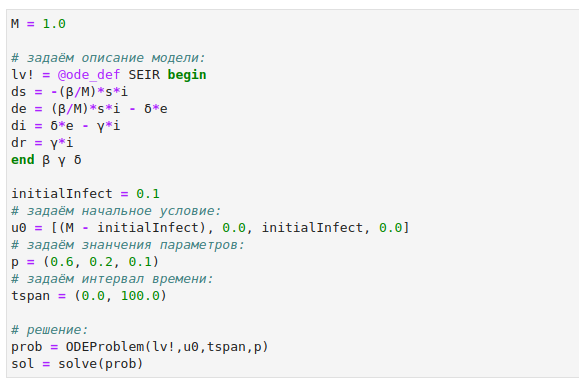 M = 1.0
# задаём описание модели:
lv! = @ode_def SEIR begin
ds = -(β/M)*s*i
de = (β/M)*s*i - δ*e
di = δ*e - γ*i
dr = γ*i
end β γ δ
initialInfect = 0.1
# задаём начальное условие:
u0 = [(M - initialInfect), 0.0, initialInfect, 0.0]
# задаём знанчения параметров:
p = (0.6, 0.2, 0.1)
# задаём интервал времени:
tspan = (0.0, 100.0)
# решение:
prob = ODEProblem(lv!,u0,tspan,p)
sol = solve(prob)